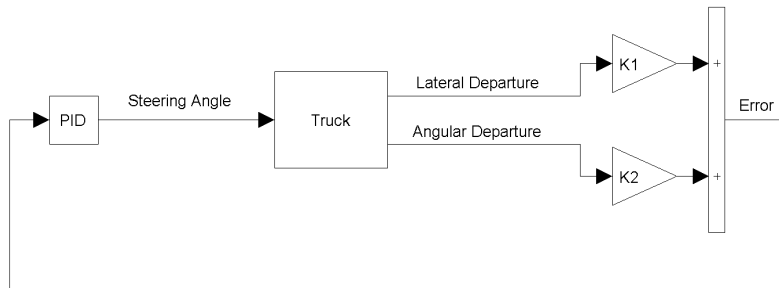 Lateral Departure
K1
+
Steering Angle
PID
Truck
Error
Angular Departure
K2
+